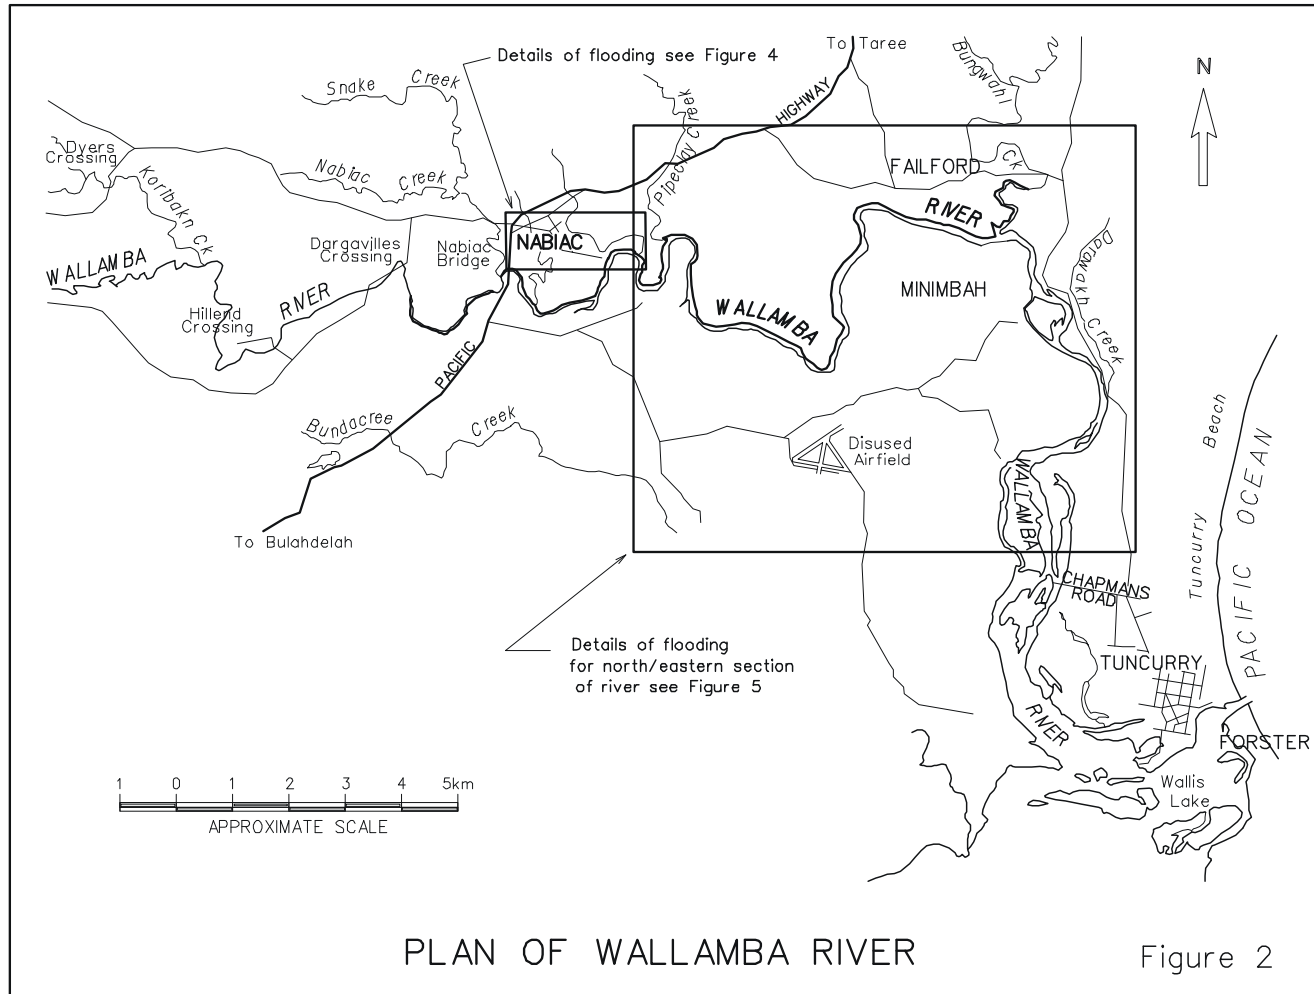 To Taree
Details of flooding see Figure 4
Bungwahl
Ck
N
Snake Creek
HIGHWAY
Pipeclay Creek
Dyers
Crossing
Karibakn Ck
Nabiac Creek
FAILFORD
RIVER
Dargavilles
Crossing
Nabiac
Bridge
NABIAC
Darawakh Creek
WALLAMBA
RIVER
Hillend
Crossing
MINIMBAH
WALLAMBA
PACIFIC
Bundacree Creek
Disused
Airfield
Tuncurry Beach
PACIFIC OCEAN
WALLAMBA
To Bulahdelah
CHAPMANS
ROAD
Details of flooding
for north/eastern section
of river see Figure 5
TUNCURRY
RIVER
FORSTER
Wallis
Lake
1 0 1 2 3 4 5km
APPROXIMATE SCALE
PLAN OF WALLAMBA RIVER
Figure 2